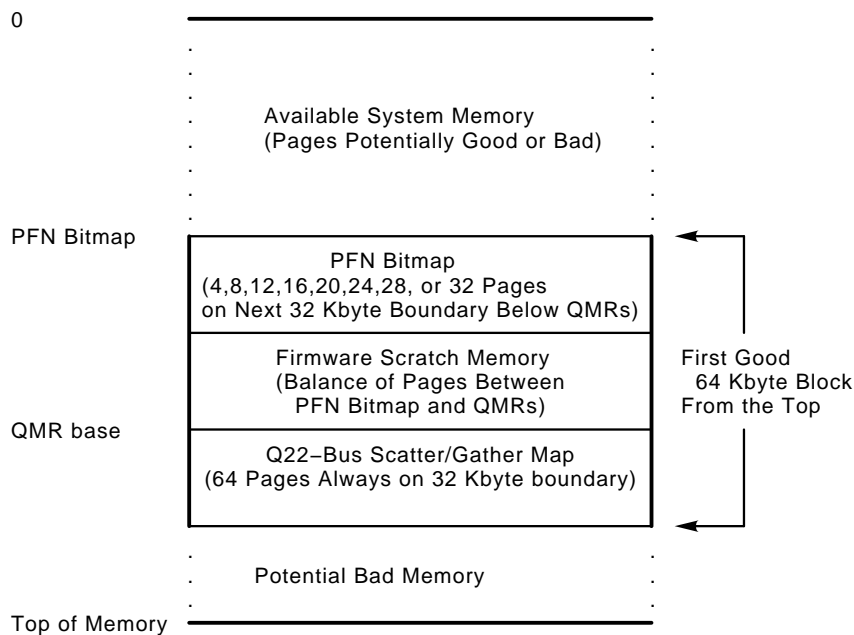 0
Available System Memory
(Pages Potentially Good or Bad)
PFN Bitmap
PFN Bitmap
(4,8,12,16,20,24,28, or 32 Pages
on Next 32 Kbyte Boundary Below QMRs)
Firmware Scratch Memory
(Balance of Pages Between
PFN Bitmap and QMRs)
First Good
64 Kbyte Block
From the Top
QMR base
Q22–Bus Scatter/Gather Map
(64 Pages Always on 32 Kbyte boundary)
Potential Bad Memory
Top of Memory